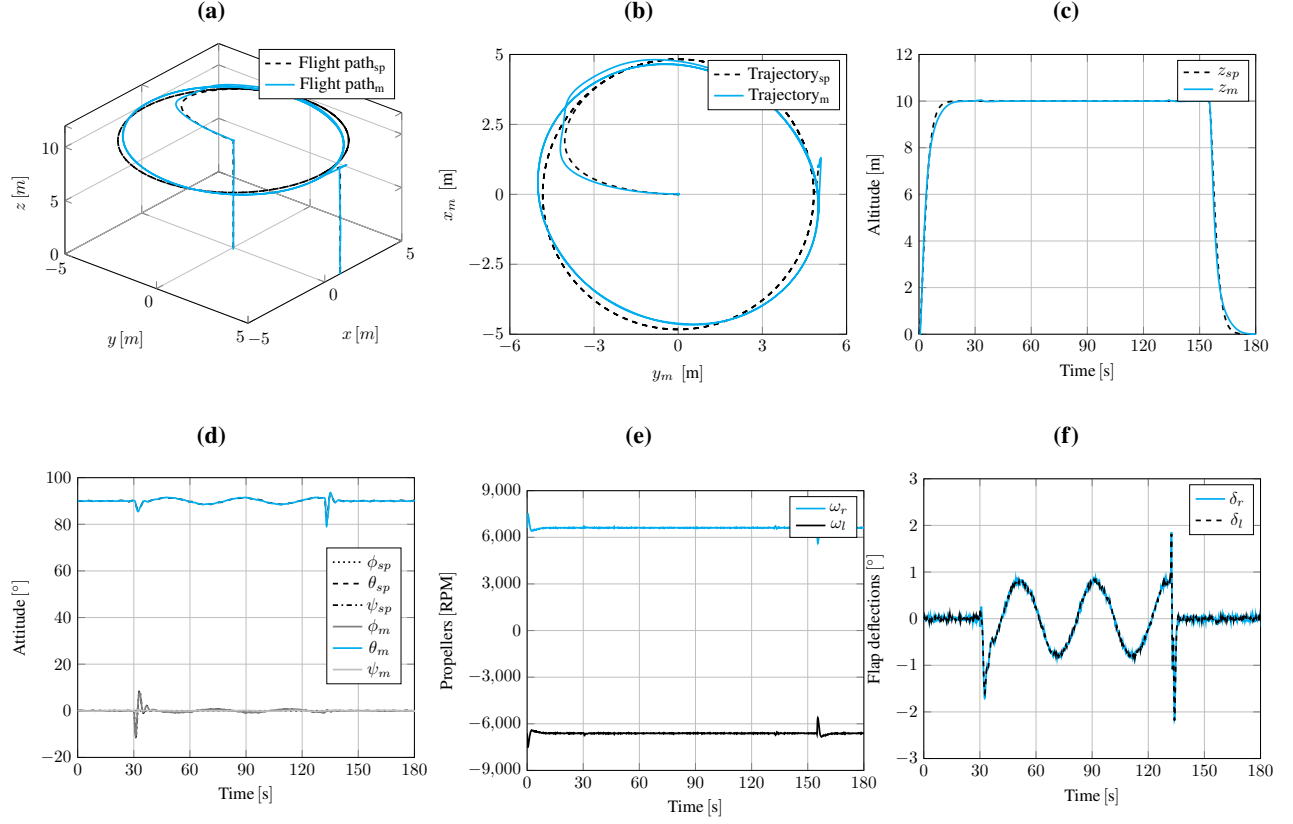 (a)
Flight path_sp
Flight path_m
10
5
0
z [m]
−5
0
5
y [m]
−5
0
5
x [m]
(b)
Trajectory_sp
Trajectory_m
5
2.5
0
−2.5
−5
x_m [m]
−6
−3
0
3
6
y_m [m]
(c)
z_sp
z_m
12
10
8
6
4
2
0
Altitude [m]
0
30
60
90
120
150
180
Time [s]
(d)
100
80
60
40
20
0
−20
Attitude [°]
ϕ_sp
θ_sp
ψ_sp
ϕ_m
θ_m
ψ_m
0
30
60
90
120
150
180
Time [s]
(e)
9,000
6,000
3,000
0
−3,000
−6,000
−9,000
Propellers [RPM]
ω_r
ω_l
0
30
60
90
120
150
180
Time [s]
(f)
3
2
1
0
−1
−2
−3
Flap deflections [°]
δ_r
δ_l
0
30
60
90
120
150
180
Time [s]